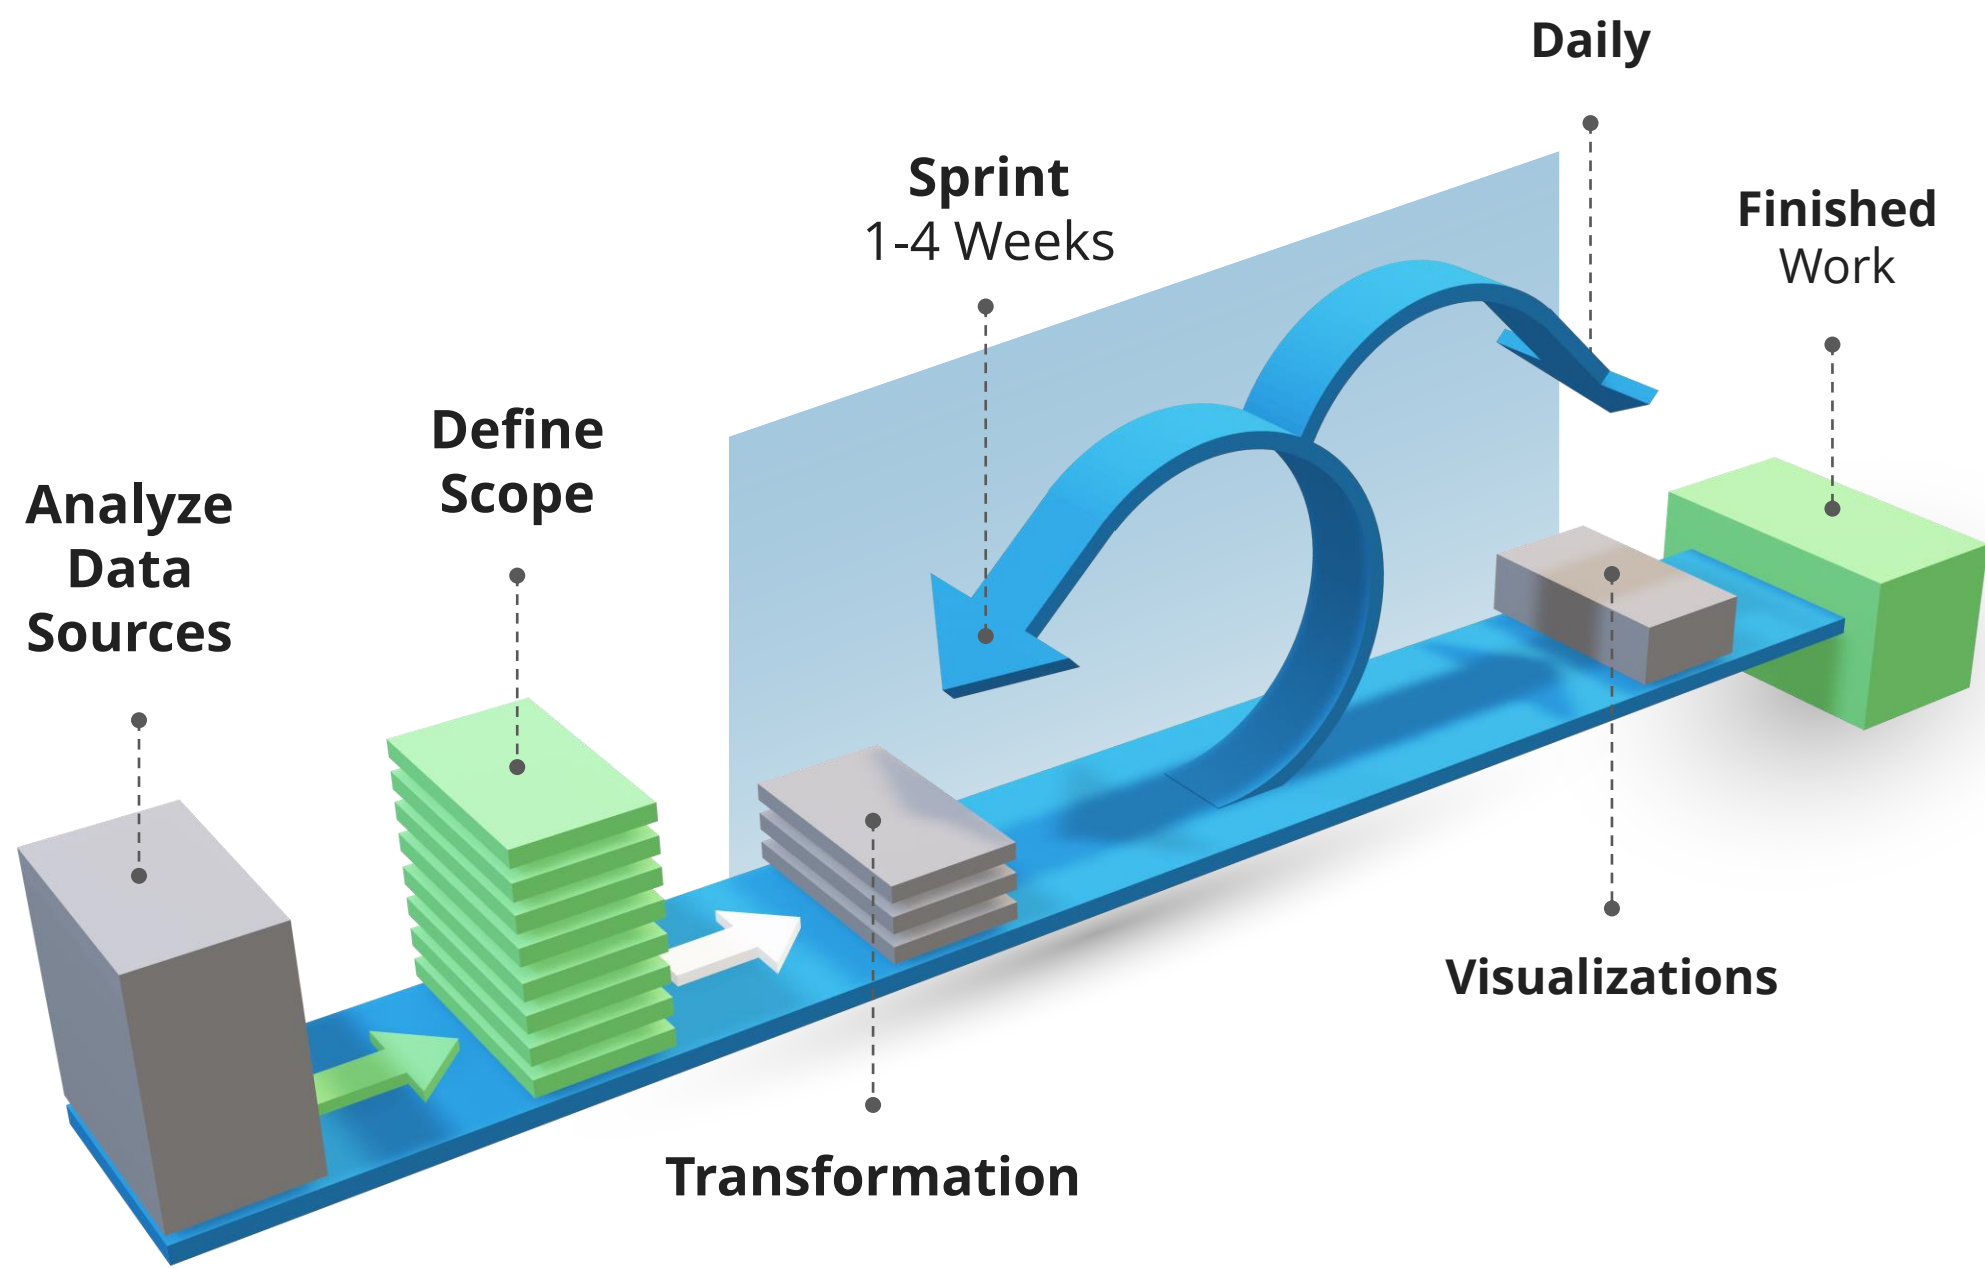 Analyze
Data
Sources
Define
Scope
Transformation
Sprint
1-4 Weeks
Daily
Visualizations
Finished
Work